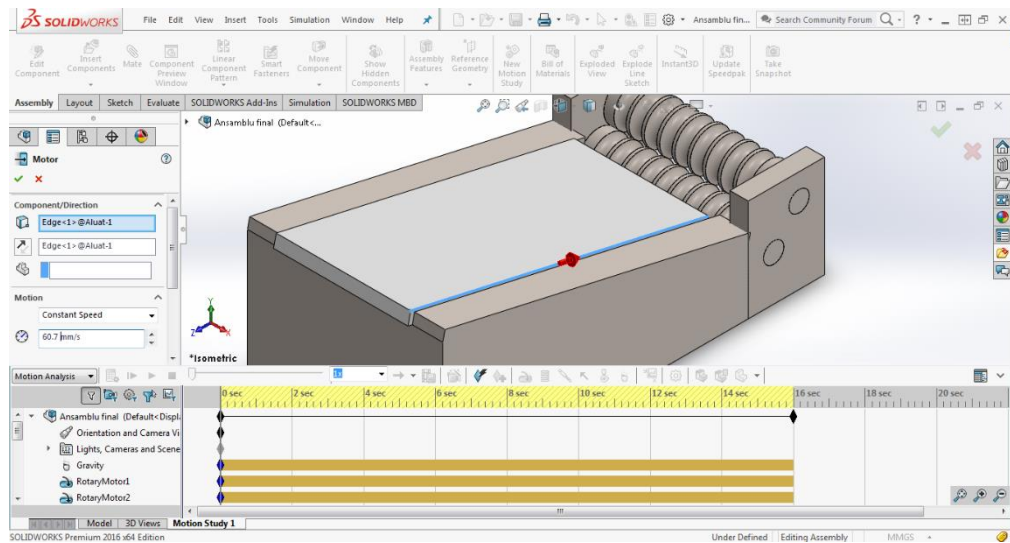 SOLIDWORKS File Edit View Insert Tools Simulation Window Help Ansamblu fin... Search Community Forum
Edit Component
Insert Components
Mate
Component Preview Window
Linear Component Pattern
Smart Fasteners
Move Component
Show Hidden Components
Assembly Features
Reference Geometry
New Motion Study
Bill of Materials
Exploded View
Explode Line Sketch
Instant3D
Update Speedpak
Take Snapshot
Assembly Layout Sketch Evaluate SOLIDWORKS Add-Ins Simulation SOLIDWORKS MBD
Ansamblu final (Default<...
Motor
Component/Direction
Edge<1>@Aluat-1
Edge<1>@Aluat-1
Motion
Constant Speed
60.7 mm/s
Y
Z
X
*Isometric
Motion Analysis 1x
0 sec 2 sec 4 sec 6 sec 8 sec 10 sec 12 sec 14 sec 16 sec 18 sec 20 sec
Ansamblu final (Default<Displ
Orientation and Camera Vi
Lights, Cameras and Scene
Gravity
RotaryMotor1
RotaryMotor2
Model 3D Views Motion Study 1
SOLIDWORKS Premium 2016 x64 Edition Under Defined Editing Assembly MMGS